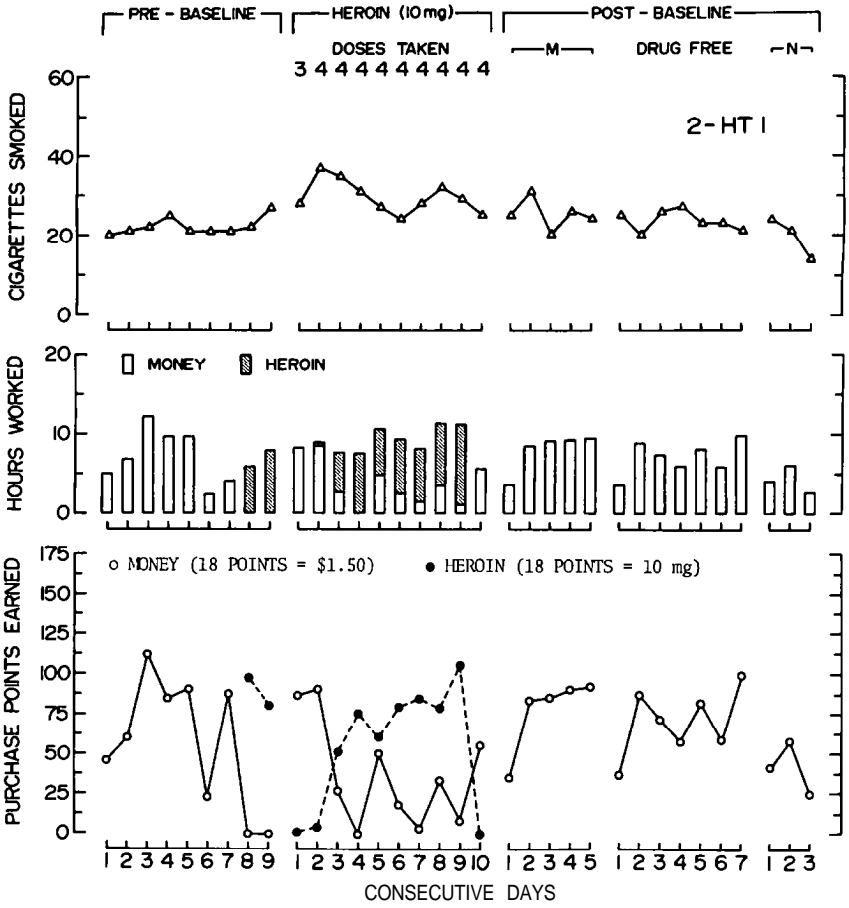 PRE - BASELINE HEROIN (10 mg) POST - BASELINE
DOSES TAKEN M DRUG FREE N
3 4 4 4 4 4 4 4 4 4
2-HT 1
CIGARETTES SMOKED
60
40
20
0
HOURS WORKED
20
10
0
MONEY HEROIN
PURCHASE POINTS EARNED
175
150
125
100
75
50
25
0
MONEY (18 POINTS = $1.50) HEROIN (18 POINTS = 10 mg)
1 2 3 4 5 6 7 8 9 1 2 3 4 5 6 7 8 9 10 1 2 3 4 5 1 2 3 4 5 6 7 1 2 3
CONSECUTIVE DAYS